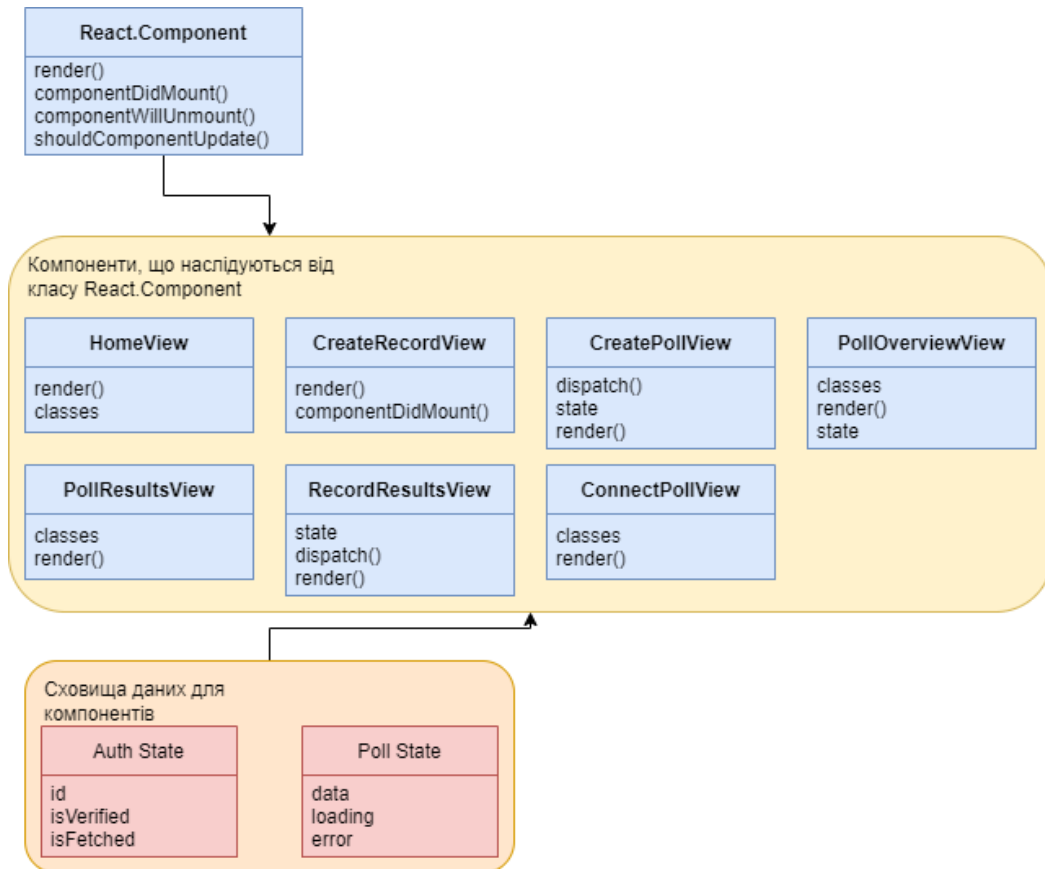 React.Component
render()
componentDidMount()
componentWillUnmount()
shouldComponentUpdate()
Компоненти, що наслідуються від
класу React.Component
HomeView
render()
classes
CreateRecordView
render()
componentDidMount()
CreatePollView
dispatch()
state
render()
PollOverviewView
classes
render()
state
PollResultsView
classes
render()
RecordResultsView
state
dispatch()
render()
ConnectPollView
classes
render()
Сховища даних для
компонентів
Auth State
id
isVerified
isFetched
Poll State
data
loading
error